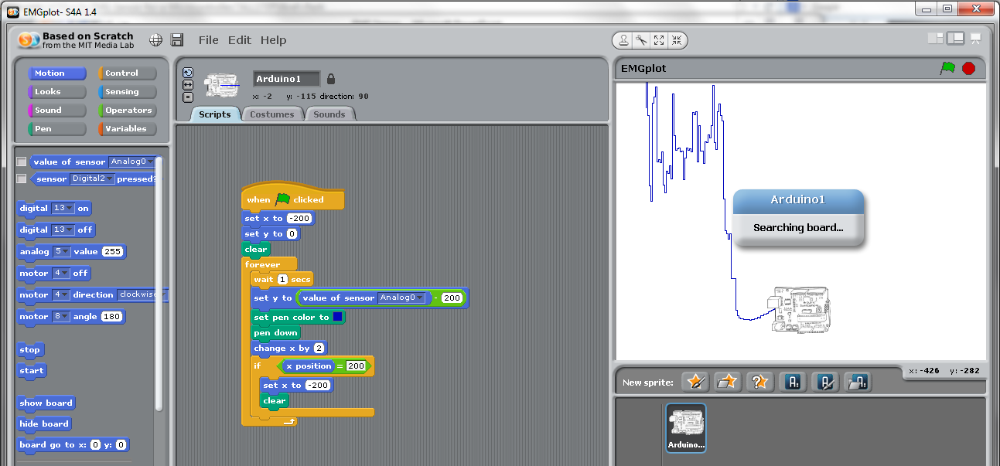 EMGplot- S4A 1.4
Based on Scratch
from the MIT Media Lab
File Edit Help
Motion
Control
Looks
Sensing
Sound
Operators
Pen
Variables
value of sensor Analog0
sensor Digital2 pressed?
digital 13 on
digital 13 off
analog 5 value 255
motor 4 off
motor 4 direction clockwise
motor 8 angle 180
stop
start
show board
hide board
board go to x: 0 y: 0
Arduino1
x: -2 y: -115 direction: 90
Scripts
Costumes
Sounds
when clicked
set x to -200
set y to 0
clear
forever
wait 1 secs
set y to value of sensor Analog0 - 200
set pen color to
pen down
change x by 2
if x position = 200
set x to -200
clear
EMGplot
Arduino1
Searching board...
x: -426 y: -282
New sprite:
Arduino...